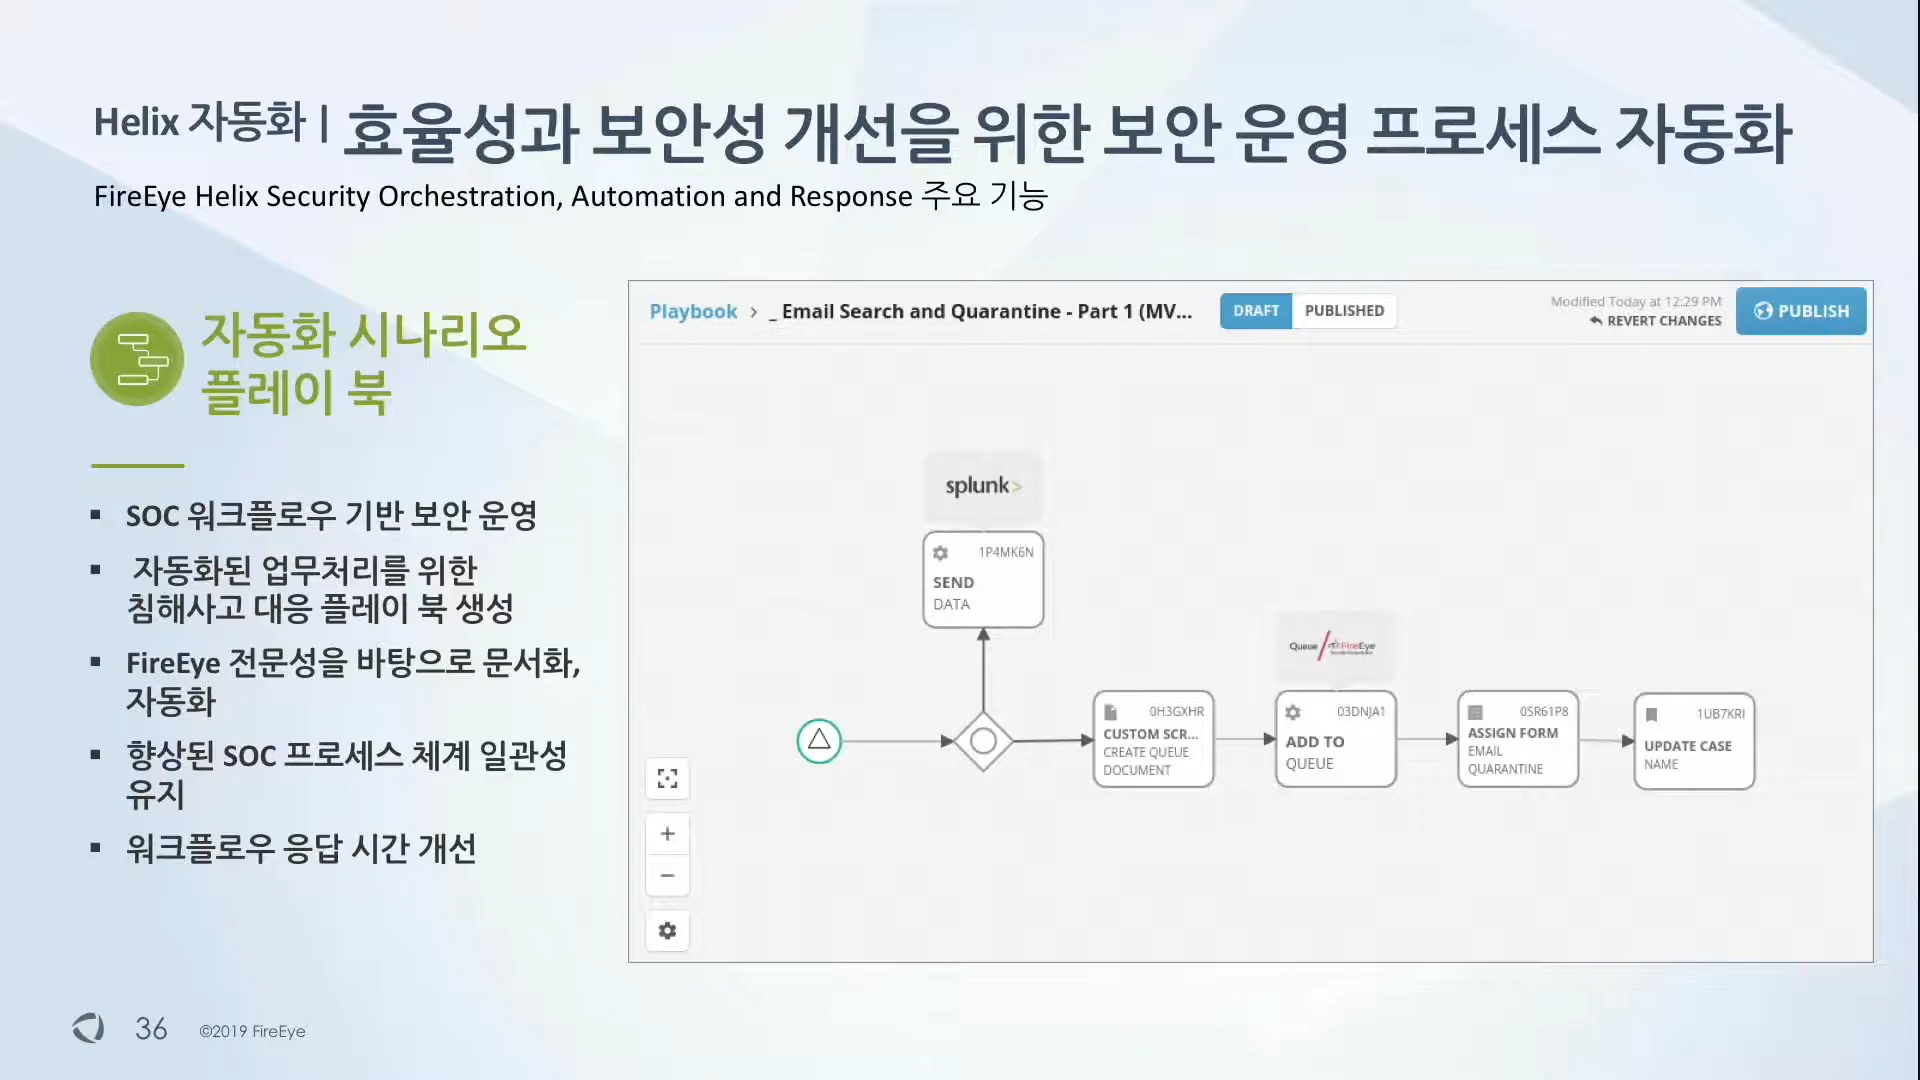 Helix 자동화 | 효율성과 보안성 개선을 위한 보안 운영 프로세스 자동화
FireEye Helix Security Orchestration, Automation and Response 주요 기능
자동화 시나리오
플레이 북
▪ SOC 워크플로우 기반 보안 운영
▪ 자동화된 업무처리를 위한
침해사고 대응 플레이 북 생성
▪ FireEye 전문성을 바탕으로 문서화,
자동화
▪ 향상된 SOC 프로세스 체계 일관성
유지
▪ 워크플로우 응답 시간 개선
Playbook > _ Email Search and Quarantine - Part 1 (MV...
DRAFT PUBLISHED
Modified Today at 12:29 PM
REVERT CHANGES
PUBLISH
splunk>
1P4MK6N
SEND
DATA
0H3GXHR
CUSTOM SCR...
CREATE QUEUE
DOCUMENT
Queue FireEye
03DNJA1
ADD TO
QUEUE
0SR61P8
ASSIGN FORM
EMAIL
QUARANTINE
1UB7KRI
UPDATE CASE
NAME
36 ©2019 FireEye